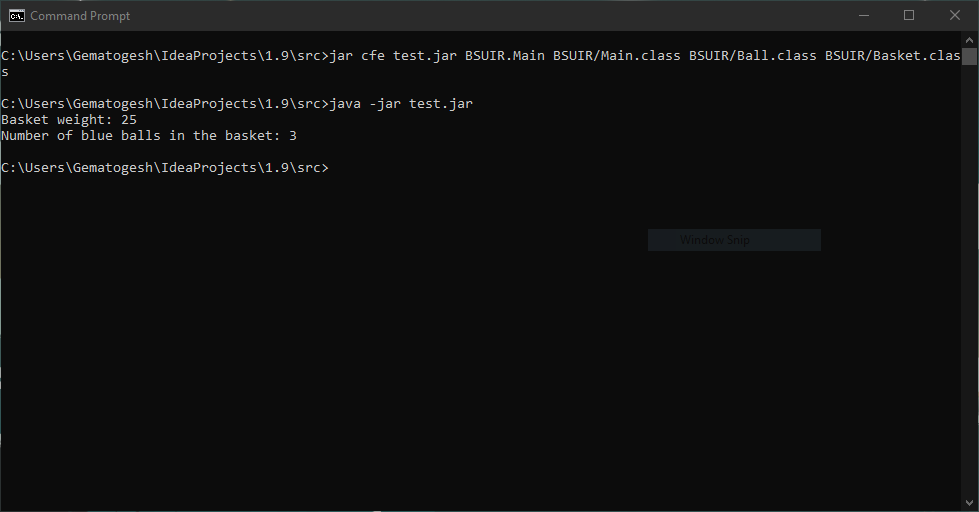 Command Prompt
C:\Users\Gematogesh\IdeaProjects\1.9\src>jar cfe test.jar BSUIR.Main BSUIR/Main.class BSUIR/Ball.class BSUIR/Basket.clas
s
C:\Users\Gematogesh\IdeaProjects\1.9\src>java -jar test.jar
Basket weight: 25
Number of blue balls in the basket: 3
C:\Users\Gematogesh\IdeaProjects\1.9\src>
Window Snip